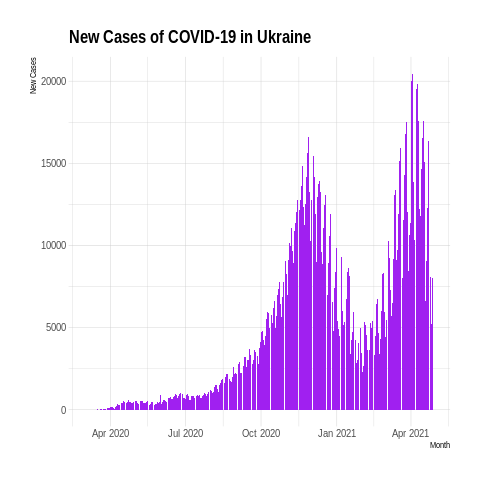 New Cases of COVID-19 in Ukraine
New Cases
20000
15000
10000
5000
0
Apr 2020 Jul 2020 Oct 2020 Jan 2021 Apr 2021
Month